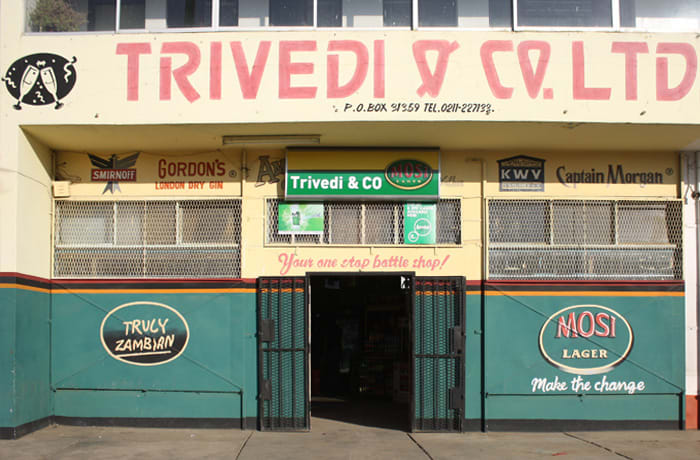 TRIVEDI & CO. LTD
P.O.BOX 31359 TEL.0211-227133.
SMIRNOFF
GORDON'S
LONDON DRY GIN
MOSI
LAGER
Trivedi & CO
KWV
Captain Morgan
Your one stop bottle shop!
TRULY
ZAMBIAN
MOSI
LAGER
Make the change